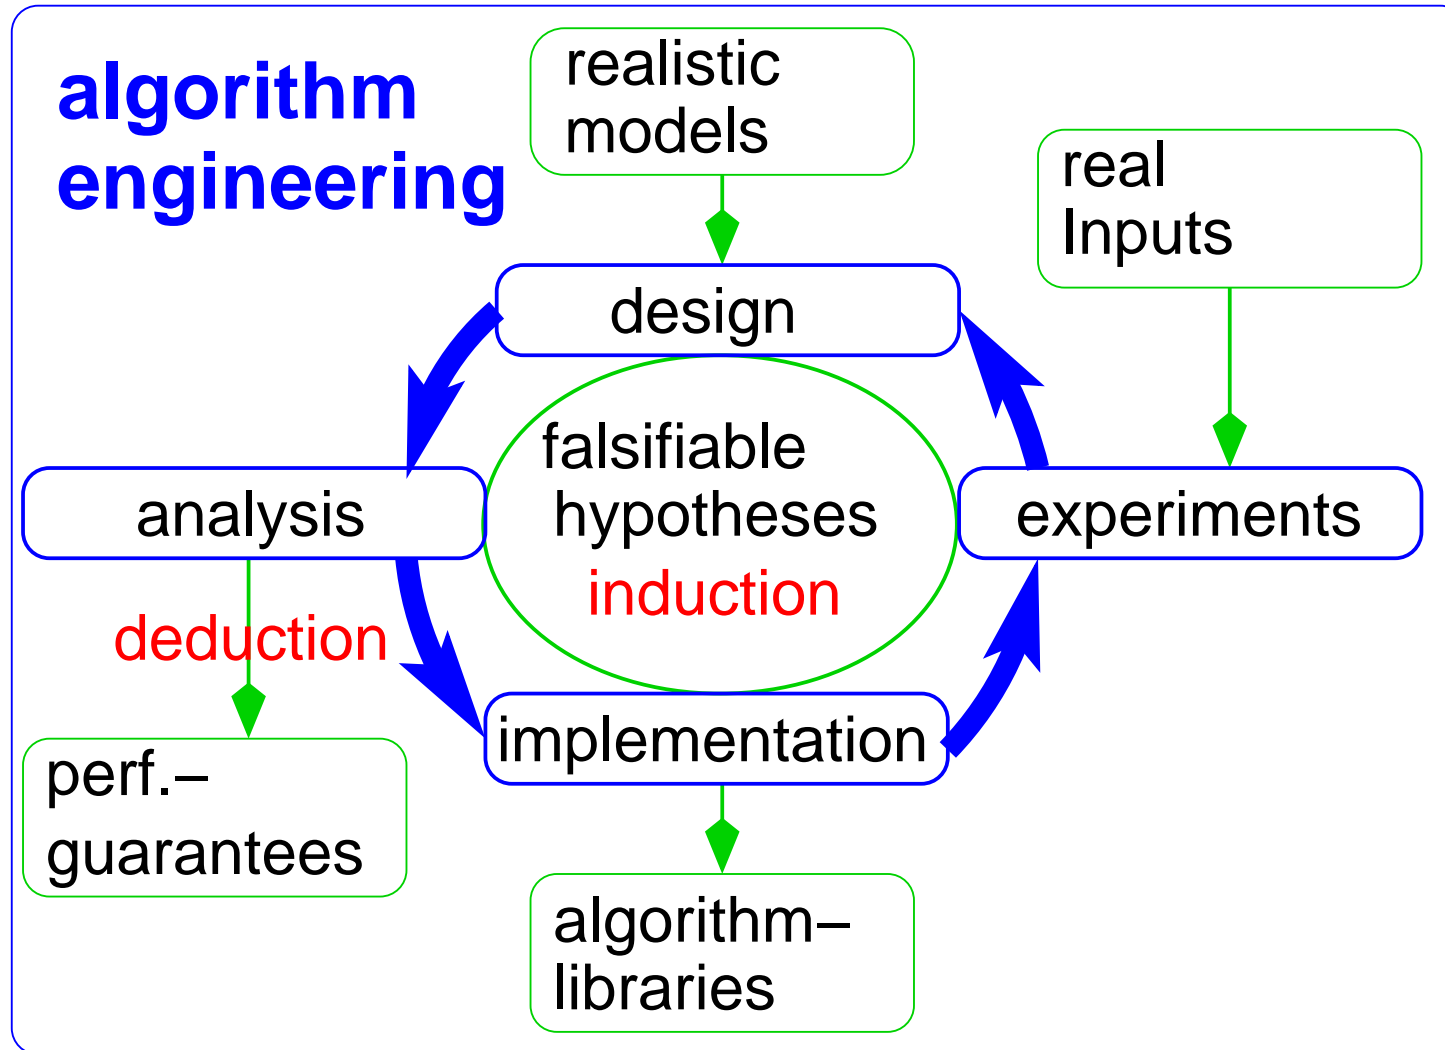 algorithm
engineering
realistic
models
real
Inputs
design
falsifiable
hypotheses
induction
analysis
experiments
deduction
implementation
perf.–
guarantees
algorithm–
libraries